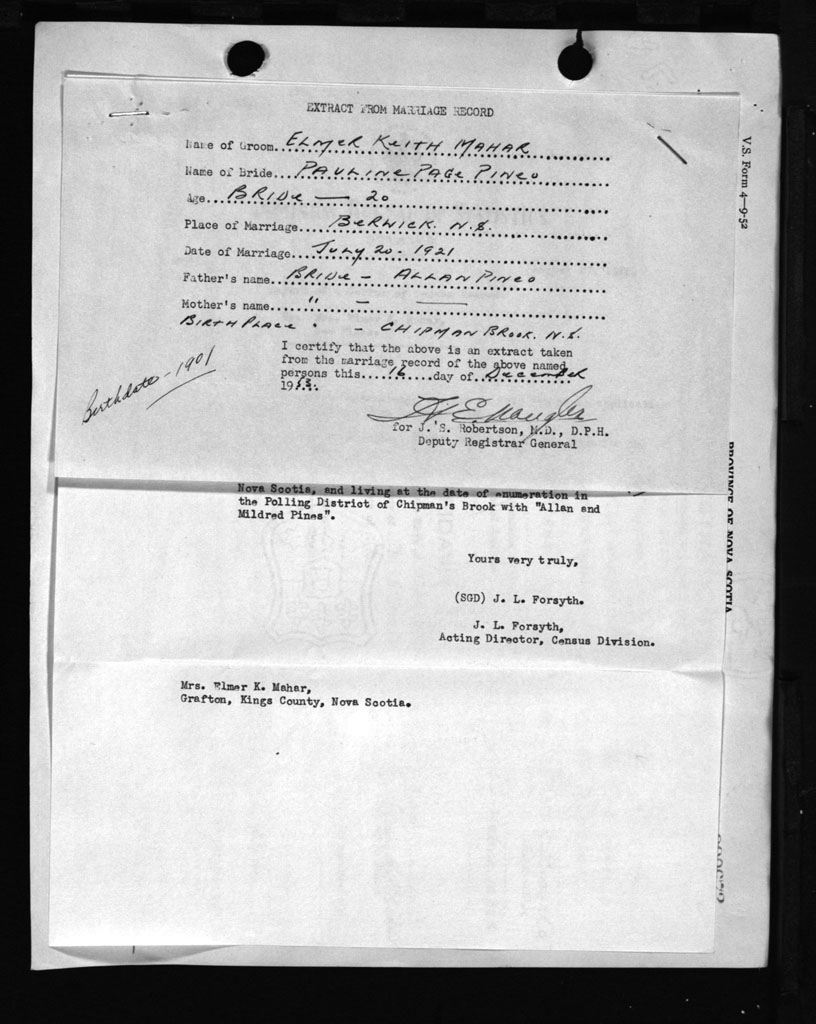 EXTRACT FROM MARRIAGE RECORD
Name of Groom ELMER KEITH MAHAR
Name of Bride PAULINE PAGE PINEO
Age BRIDE — 20
Place of Marriage BERWICK. N.S.
Date of Marriage JULY 20 - 1921
Father's name BRIDE — ALLAN PINEO
Mother's name " — —
BIRTH PLACE " - CHIPMAN BROOK. N.S.
I certify that the above is an extract taken
from the marriage record of the above named
persons this 16 day of December
1953.
Birthdate - 1901
for J. S. Robertson, M.D., D.P.H.
Deputy Registrar General
V.S. Form 4—9-52
PROVINCE OF NOVA SCOTIA
Nova Scotia, and living at the date of enumeration in
the Polling District of Chipman's Brook with "Allan and
Mildred Pines".
Yours very truly,
(SGD) J. L. Forsyth.
J. L. Forsyth,
Acting Director, Census Division.
Mrs. Elmer K. Mahar,
Grafton, Kings County, Nova Scotia.